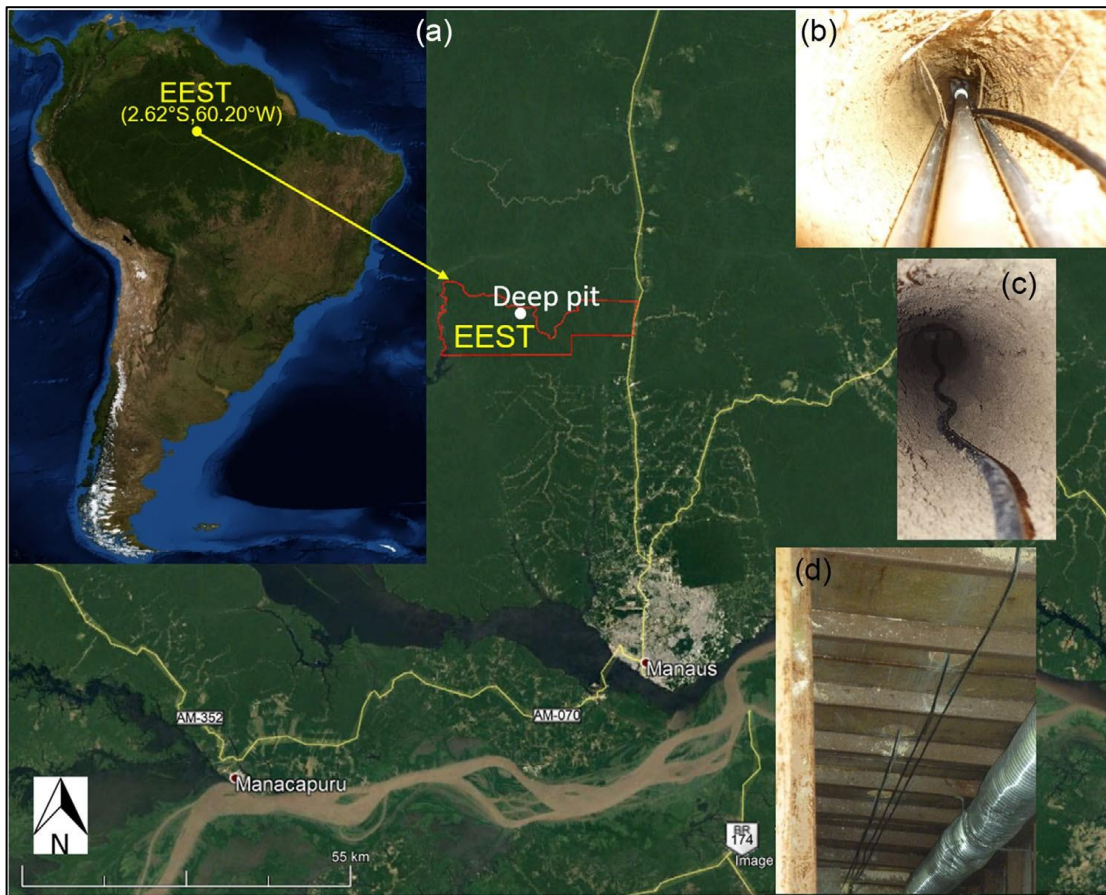 (a)
EEST
(2.62°S,60.20°W)
(b)
Deep pit
EEST
(c)
(d)
Manaus
AM-352
AM-070
Manacapuru
N
55 km
BR
174
Image